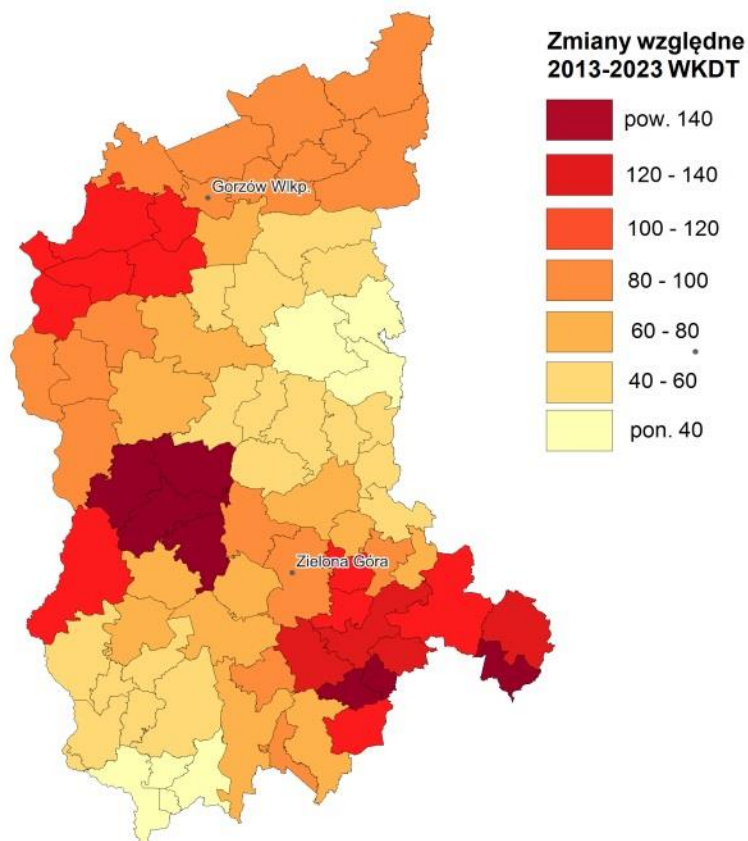 Zmiany względne
2013-2023 WKDT
pow. 140
120 - 140
100 - 120
80 - 100
60 - 80
40 - 60
pon. 40
Gorzów Wlkp.
Zielona Góra